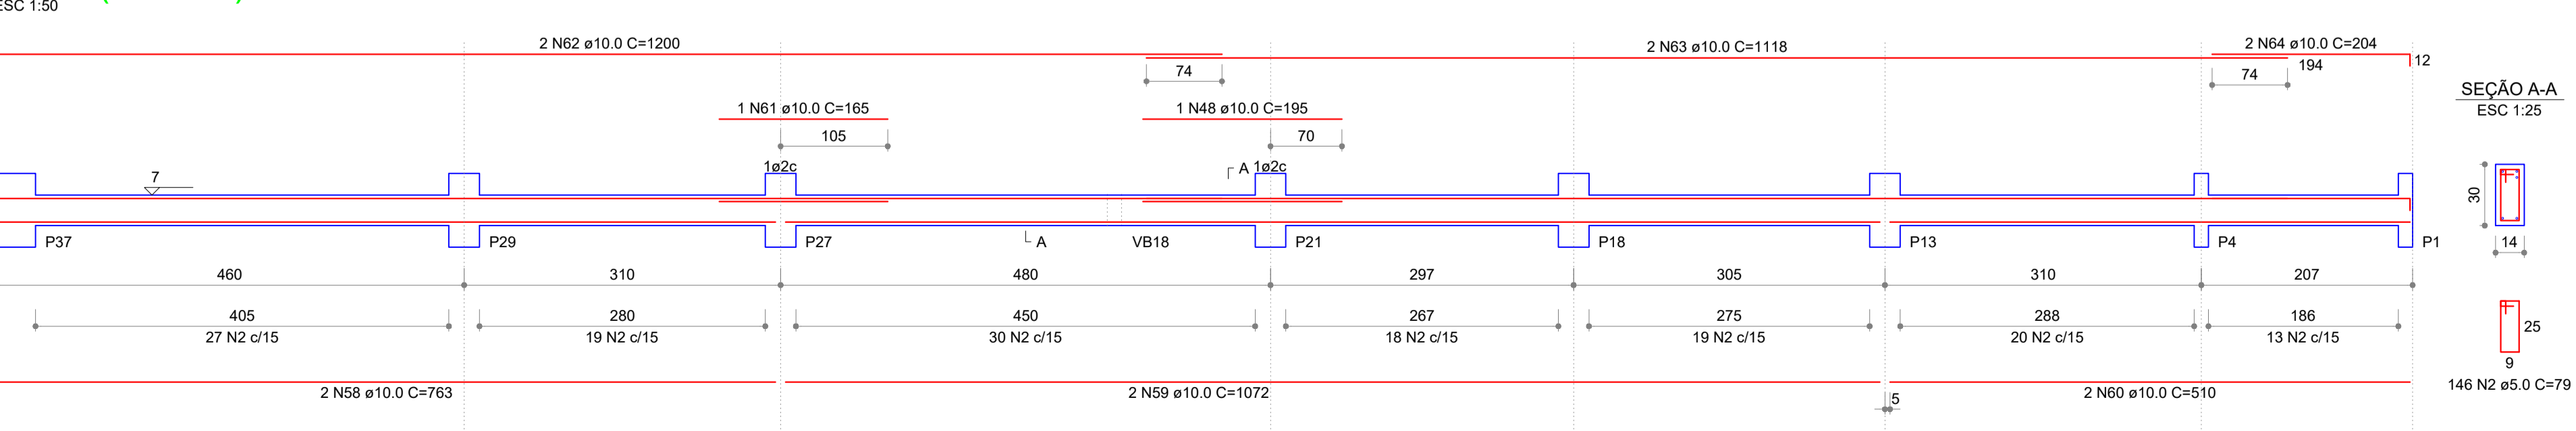 ESC 1:50
2 N62 ø10.0 C=1200
2 N63 ø10.0 C=1118
2 N64 ø10.0 C=204
12
74
74
194
SEÇÃO A-A
ESC 1:25
1 N61 ø10.0 C=165
1 N48 ø10.0 C=195
105
70
1ø2c
A
1ø2c
7
30
P37
P29
P27
A
VB18
P21
P18
P13
P4
P1
14
460
310
480
297
305
310
207
405
280
450
267
275
288
186
27 N2 c/15
19 N2 c/15
30 N2 c/15
18 N2 c/15
19 N2 c/15
20 N2 c/15
13 N2 c/15
25
9
146 N2 ø5.0 C=79
2 N58 ø10.0 C=763
2 N59 ø10.0 C=1072
2 N60 ø10.0 C=510
5